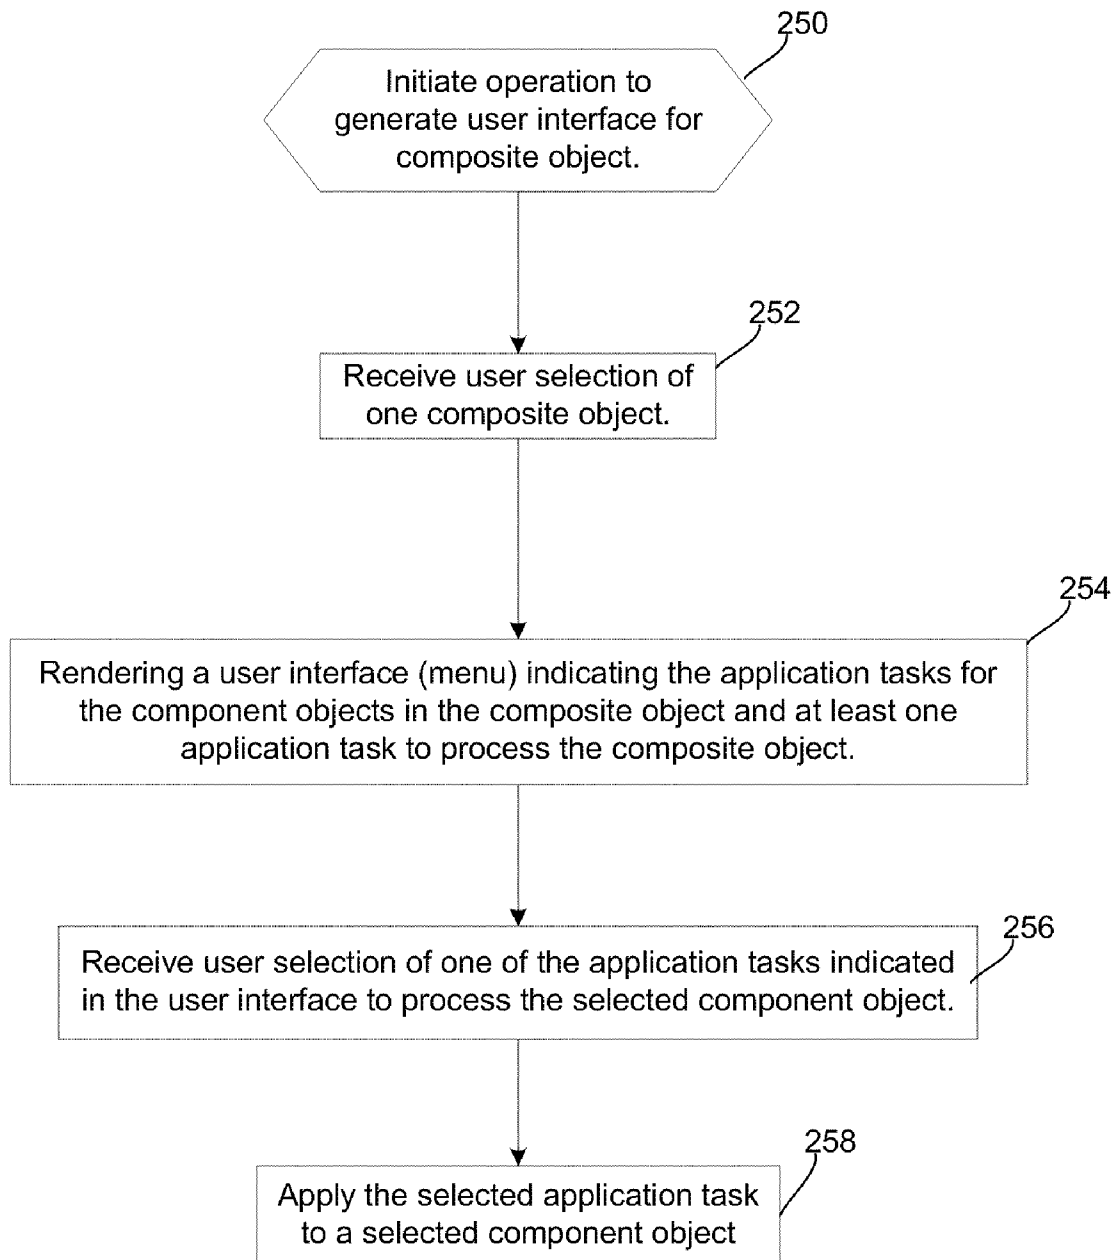 250
Initiate operation to
generate user interface for
composite object.
252
Receive user selection of
one composite object.
254
Rendering a user interface (menu) indicating the application tasks for
the component objects in the composite object and at least one
application task to process the composite object.
256
Receive user selection of one of the application tasks indicated
in the user interface to process the selected component object.
258
Apply the selected application task
to a selected component object